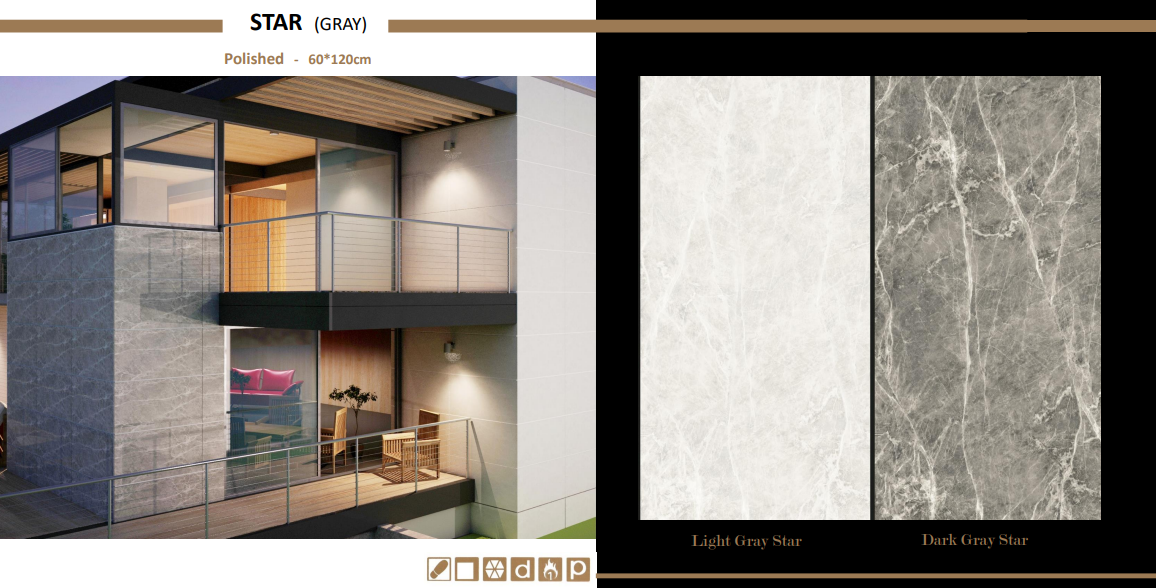 STAR (GRAY)
Polished - 60*120cm
Light Gray Star
Dark Gray Star
d
p